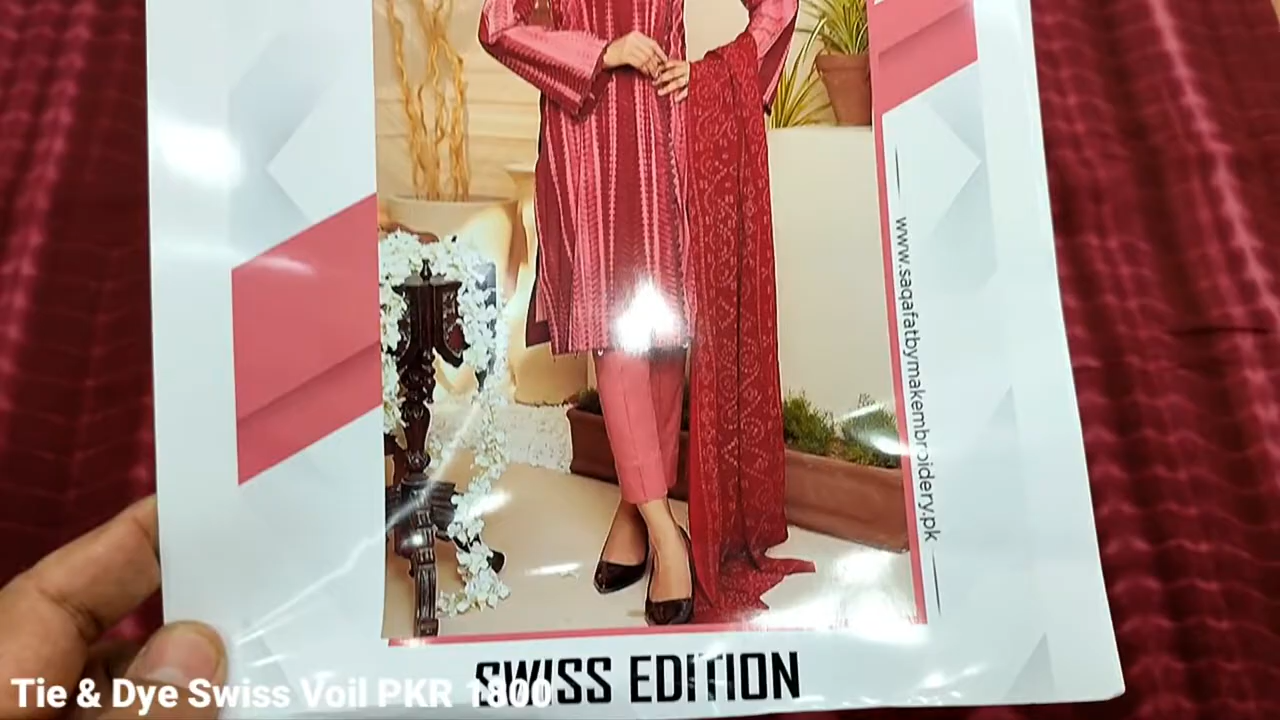 www.saqafatbymakembroidery.pk
SWISS EDITION
Tie & Dye Swiss Voil PKR 1800